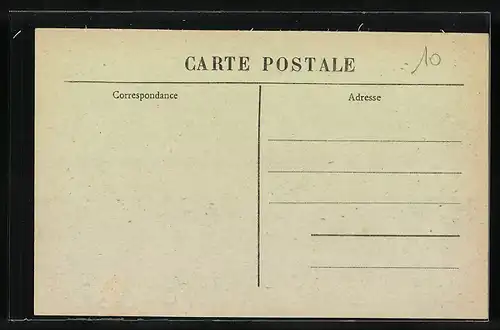 CARTE POSTALE
10
Correspondance
Adresse